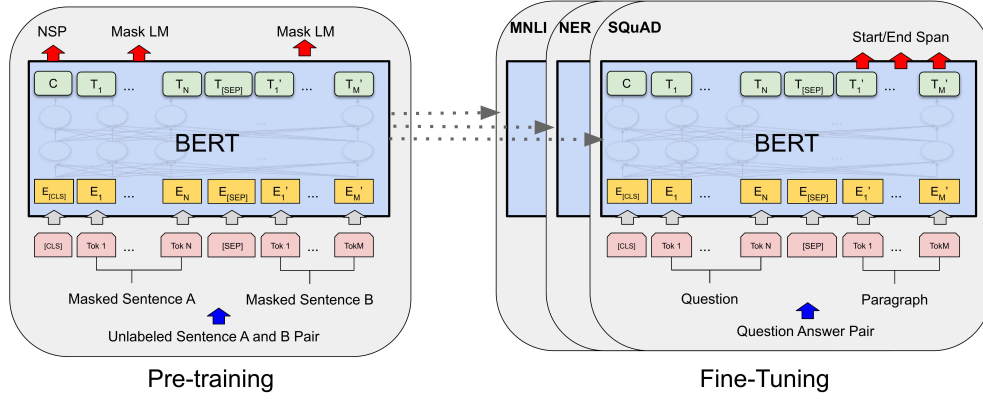 NSP Mask LM Mask LM
C T1 ... TN T[SEP] T1' ... TM'
BERT
E[CLS] E1 ... EN E[SEP] E1' ... EM'
[CLS] Tok 1 ... Tok N [SEP] Tok 1 ... TokM
Masked Sentence A Masked Sentence B
Unlabeled Sentence A and B Pair
Pre-training
MNLI NER SQuAD
Start/End Span
C T1 ... TN T[SEP] T1' ... TM'
BERT
E[CLS] E1 ... EN E[SEP] E1' ... EM'
[CLS] Tok 1 ... Tok N [SEP] Tok 1 ... TokM
Question Paragraph
Question Answer Pair
Fine-Tuning